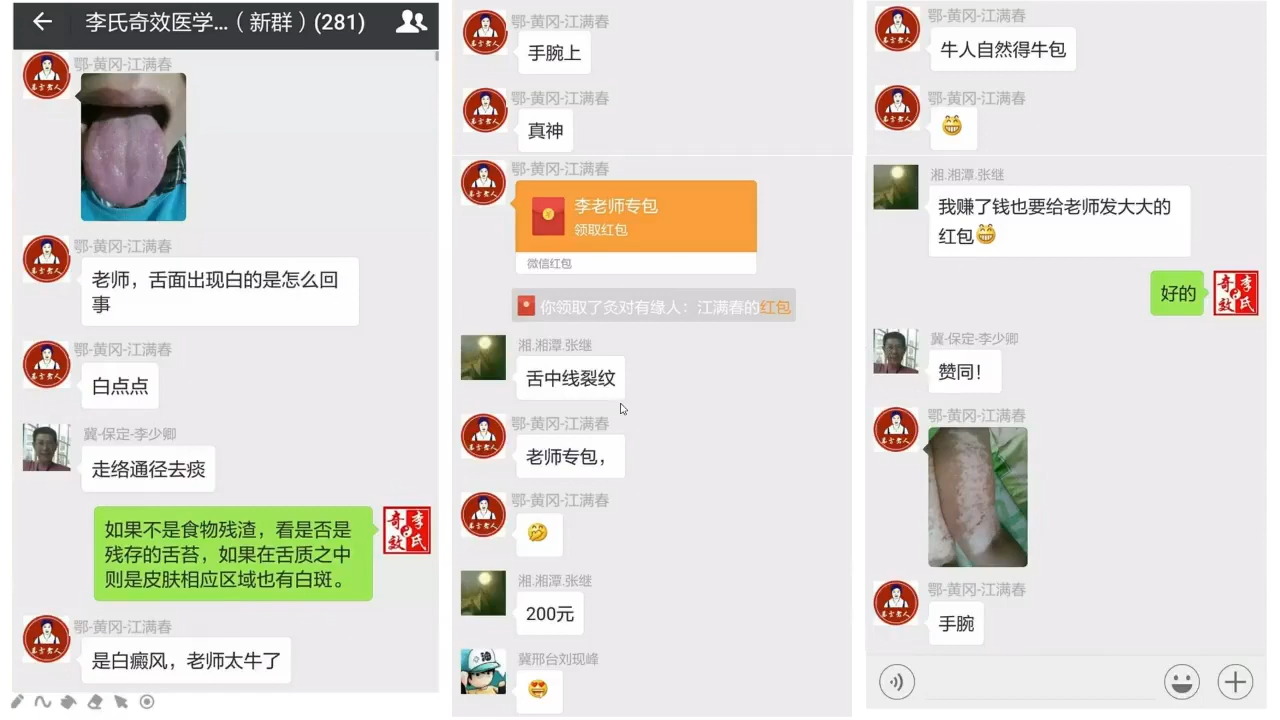 李氏奇效医学...（新群）(281)
鄂-黄冈-江满春
鄂-黄冈-江满春
老师，舌面出现白的是怎么回
事
鄂-黄冈-江满春
白点点
冀-保定-李少卿
走络通径去痰
如果不是食物残渣，看是否是
残存的舌苔，如果在舌质之中
则是皮肤相应区域也有白斑。
李氏奇效
鄂-黄冈-江满春
是白癜风，老师太牛了
鄂-黄冈-江满春
手腕上
鄂-黄冈-江满春
真神
鄂-黄冈-江满春
李老师专包
领取红包
微信红包
你领取了灸对有缘人：江满春的红包
湘.湘潭.张继
舌中线裂纹
鄂-黄冈-江满春
老师专包，
鄂-黄冈-江满春
湘.湘潭.张继
200元
冀邢台刘现峰
油
鄂-黄冈-江满春
牛人自然得牛包
鄂-黄冈-江满春
湘.湘潭.张继
我赚了钱也要给老师发大大的
红包
好的
李氏奇效
冀-保定-李少卿
赞同！
鄂-黄冈-江满春
鄂-黄冈-江满春
手腕